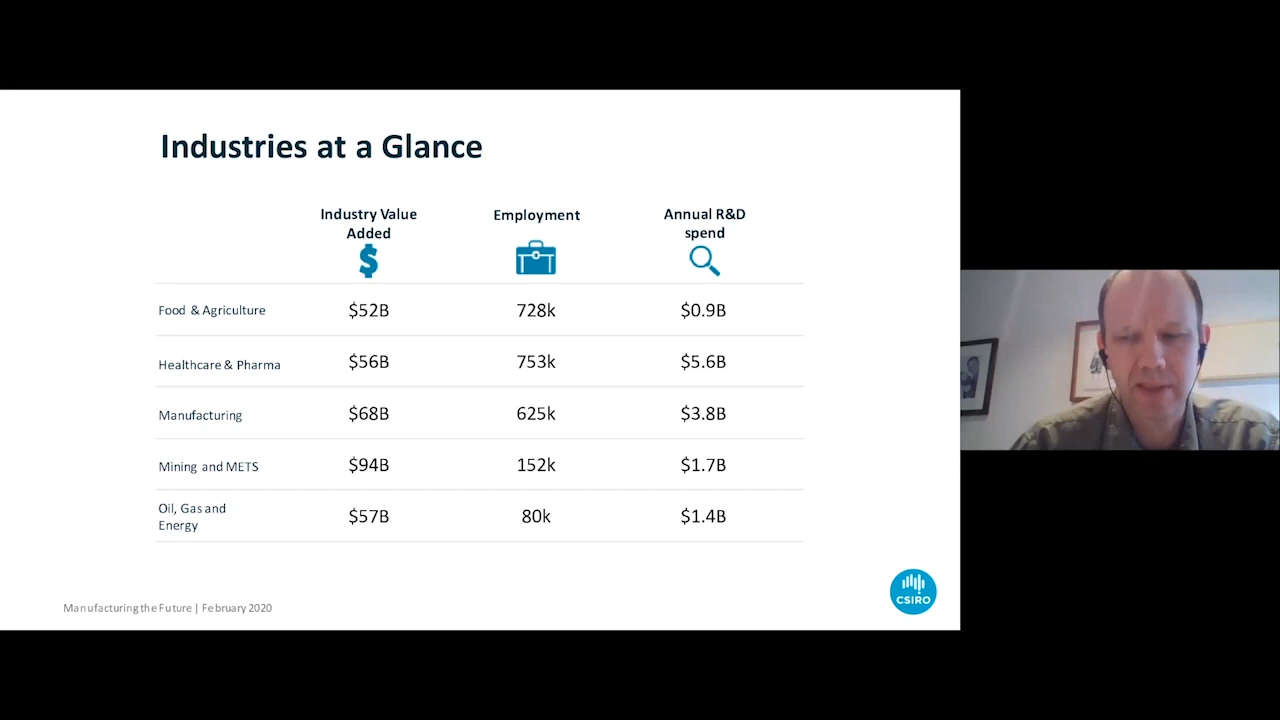 Industries at a Glance
Industry Value
Added
Employment
Annual R&D
spend
$
Food & Agriculture $52B 728k $0.9B
Healthcare & Pharma $56B 753k $5.6B
Manufacturing $68B 625k $3.8B
Mining and METS $94B 152k $1.7B
Oil, Gas and
Energy
$57B 80k $1.4B
Manufacturing the Future | February 2020
CSIRO